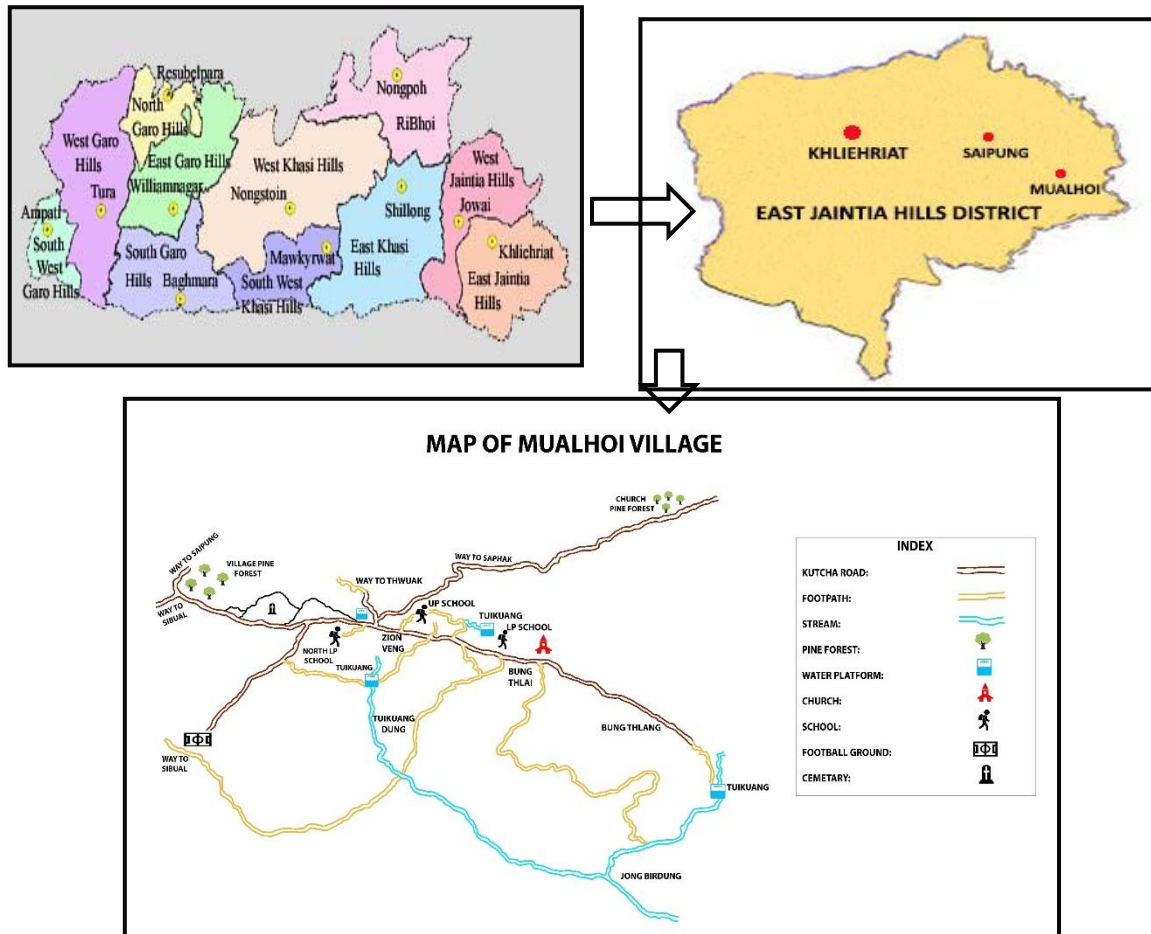 Resubelpara
North
Garo Hills
West Garo
Hills
East Garo Hills
Williamnagar
Tura
Ampati
South
West
Garo Hills
South Garo
Hills
Baghmara
West Khasi Hills
Nongstoin
Mawkyrwat
South West
Khasi Hills
Nongpoh
RiBhoi
Shillong
East Khasi
Hills
West
Jaintia Hills
Jowai
Khliehriat
East Jaintia
Hills
KHLIEHRIAT
SAIPUNG
MUALHOI
EAST JAINTIA HILLS DISTRICT
MAP OF MUALHOI VILLAGE
CHURCH
PINE FOREST
WAY TO SAIPUNG
VILLAGE PINE
FOREST
WAY TO SAPHAK
WAY TO THWUAK
WAY TO
SIBUAL
UP SCHOOL
TUIKUANG
LP SCHOOL
ZION
VENG
NORTH LP
SCHOOL
TUIKUANG
BUNG
THLAI
TUIKUANG
DUNG
BUNG THLANG
WAY TO
SIBUAL
TUIKUANG
JONG BIRDUNG
INDEX
KUTCHA ROAD:
FOOTPATH:
STREAM:
PINE FOREST:
WATER PLATFORM:
CHURCH:
SCHOOL:
FOOTBALL GROUND:
CEMETARY: